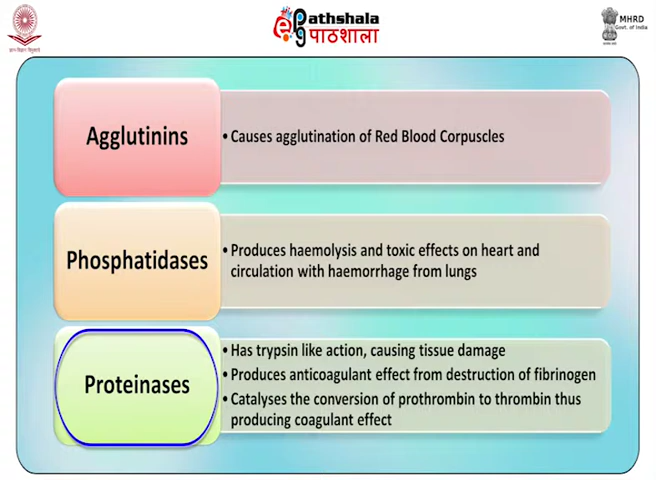 ePG Pathshala
पाठशाला
MHRD
Govt. of India
Agglutinins
• Causes agglutination of Red Blood Corpuscles
Phosphatidases
• Produces haemolysis and toxic effects on heart and
circulation with haemorrhage from lungs
Proteinases
• Has trypsin like action, causing tissue damage
• Produces anticoagulant effect from destruction of fibrinogen
• Catalyses the conversion of prothrombin to thrombin thus
producing coagulant effect